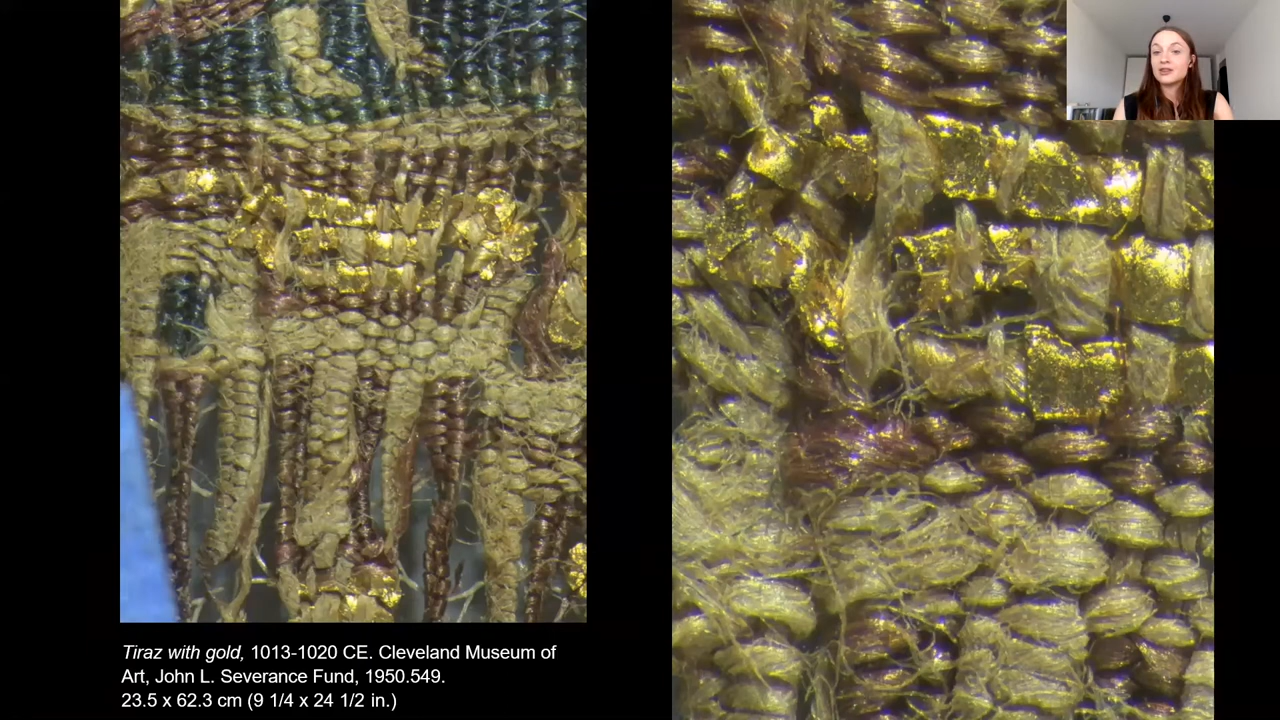 Tiraz with gold, 1013-1020 CE. Cleveland Museum of
Art, John L. Severance Fund, 1950.549.
23.5 x 62.3 cm (9 1/4 x 24 1/2 in.)